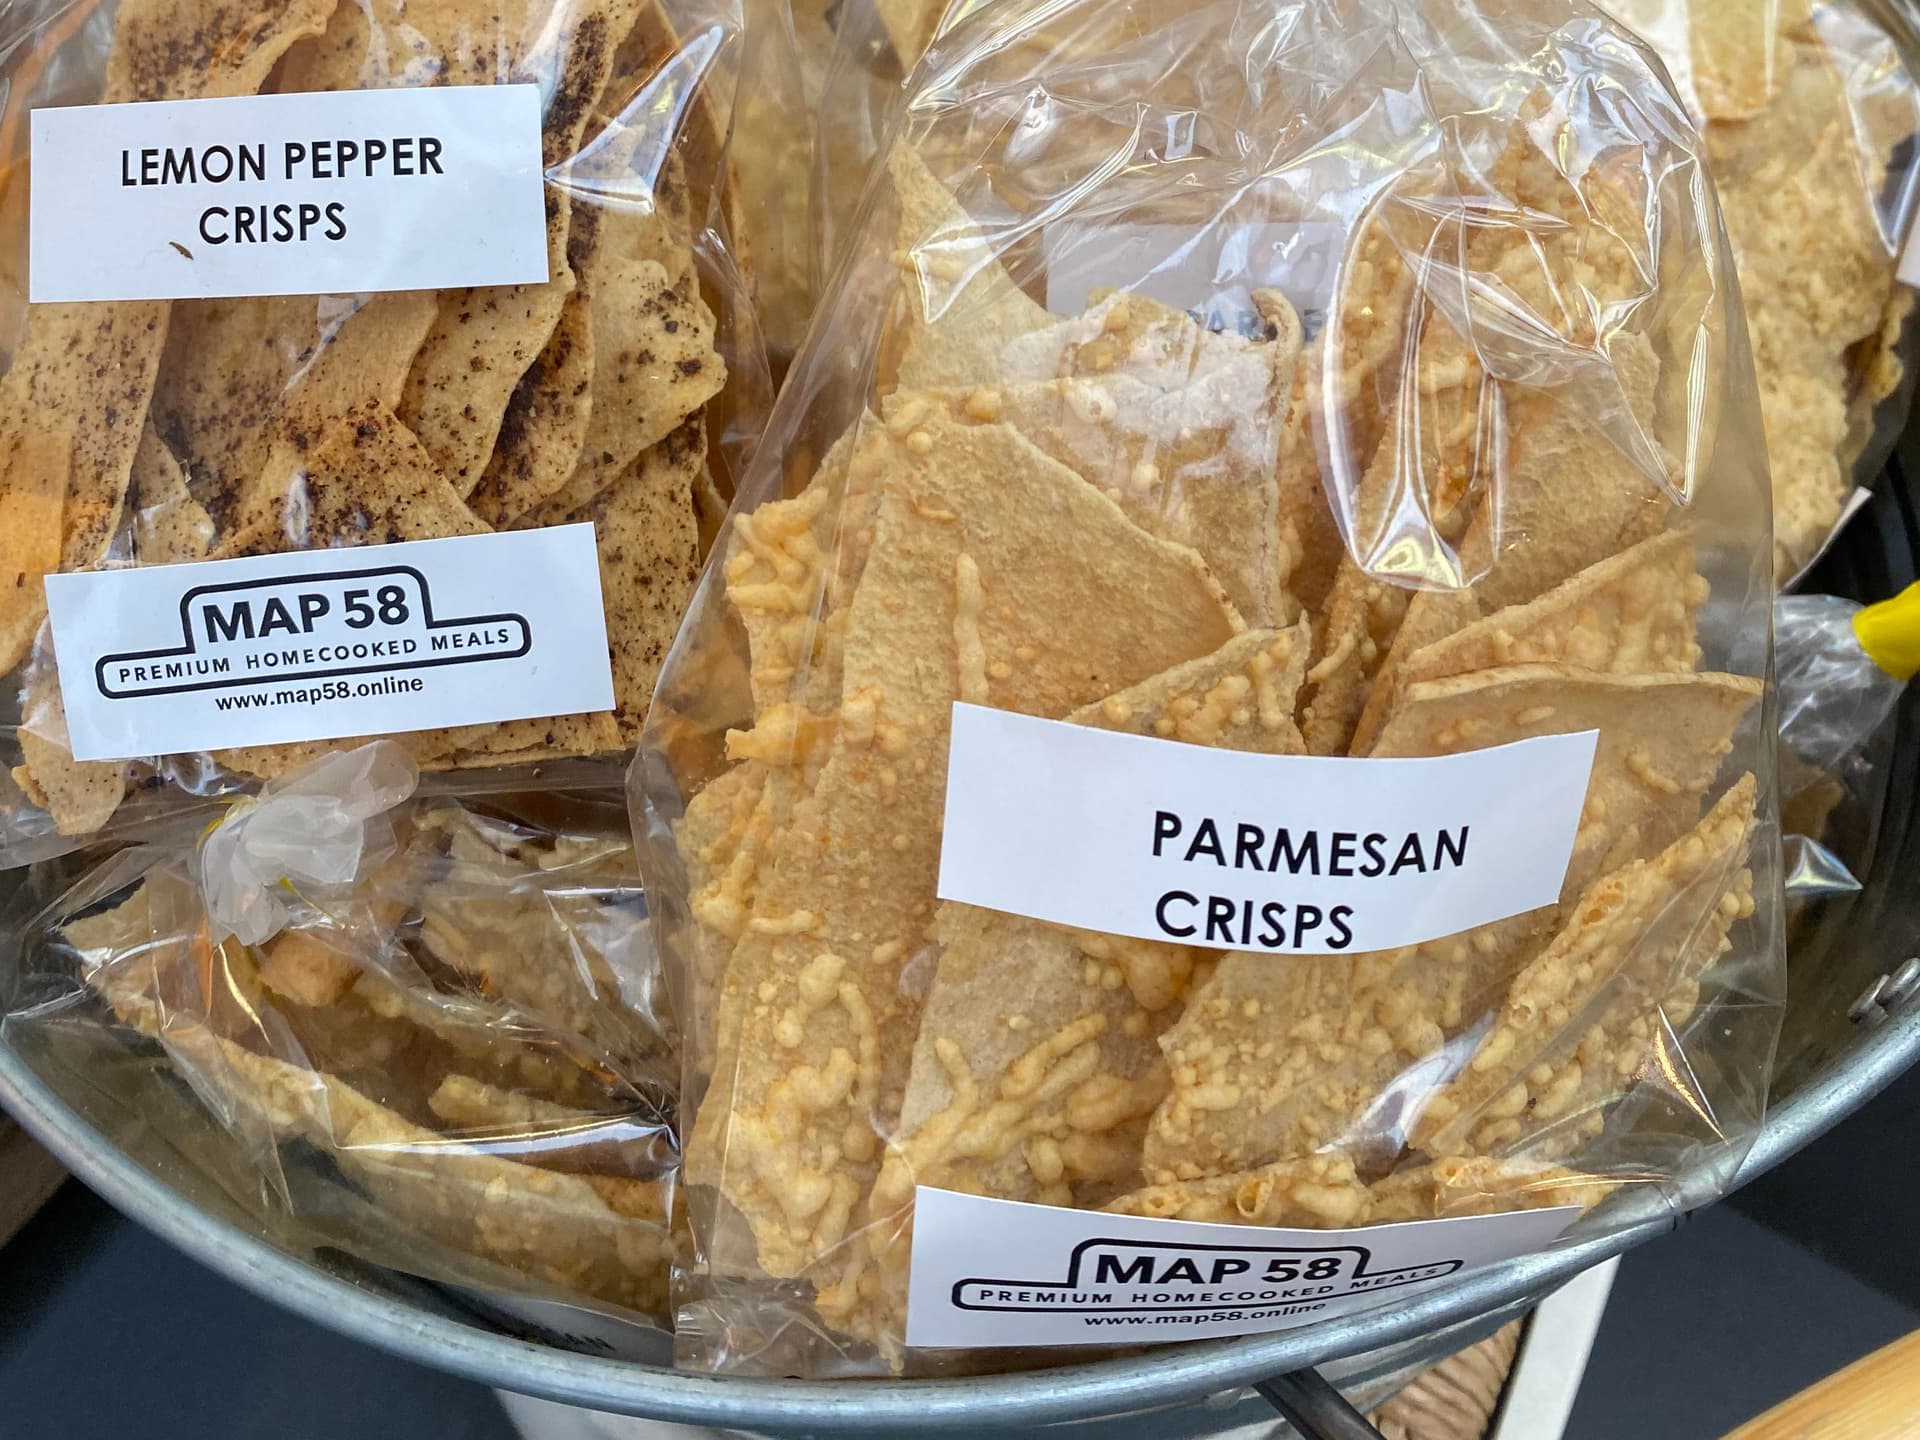 LEMON PEPPER
CRISPS
MAP 58
PREMIUM HOMECOOKED MEALS
www.map58.online
PARMESAN
CRISPS
MAP 58
PREMIUM HOMECOOKED MEALS
www.map58.online